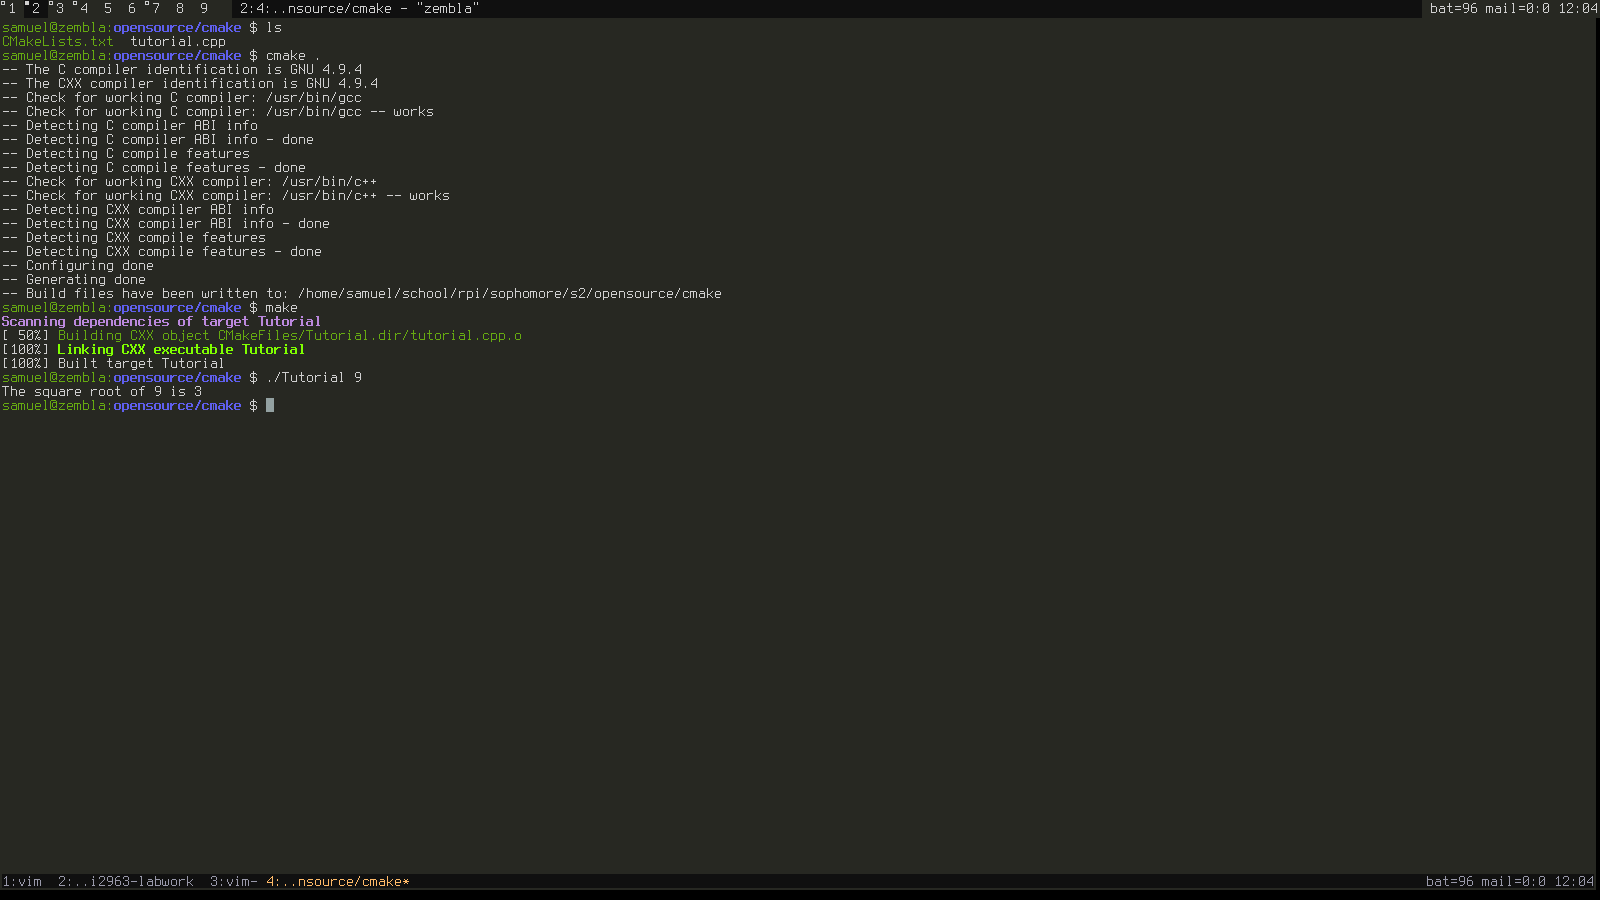 1 2 3 4 5 6 7 8 9 2:4:..nsource/cmake - "zembla" bat=96 mail=0:0 12:04
samuel@zembla:opensource/cmake $ ls
CMakeLists.txt  tutorial.cpp
samuel@zembla:opensource/cmake $ cmake .
-- The C compiler identification is GNU 4.9.4
-- The CXX compiler identification is GNU 4.9.4
-- Check for working C compiler: /usr/bin/gcc
-- Check for working C compiler: /usr/bin/gcc -- works
-- Detecting C compiler ABI info
-- Detecting C compiler ABI info - done
-- Detecting C compile features
-- Detecting C compile features - done
-- Check for working CXX compiler: /usr/bin/c++
-- Check for working CXX compiler: /usr/bin/c++ -- works
-- Detecting CXX compiler ABI info
-- Detecting CXX compiler ABI info - done
-- Detecting CXX compile features
-- Detecting CXX compile features - done
-- Configuring done
-- Generating done
-- Build files have been written to: /home/samuel/school/rpi/sophomore/s2/opensource/cmake
samuel@zembla:opensource/cmake $ make
Scanning dependencies of target Tutorial
[ 50%] Building CXX object CMakeFiles/Tutorial.dir/tutorial.cpp.o
[100%] Linking CXX executable Tutorial
[100%] Built target Tutorial
samuel@zembla:opensource/cmake $ ./Tutorial 9
The square root of 9 is 3
samuel@zembla:opensource/cmake $
1:vim  2:..i2963-labwork  3:vim- 4:..nsource/cmake* bat=96 mail=0:0 12:04